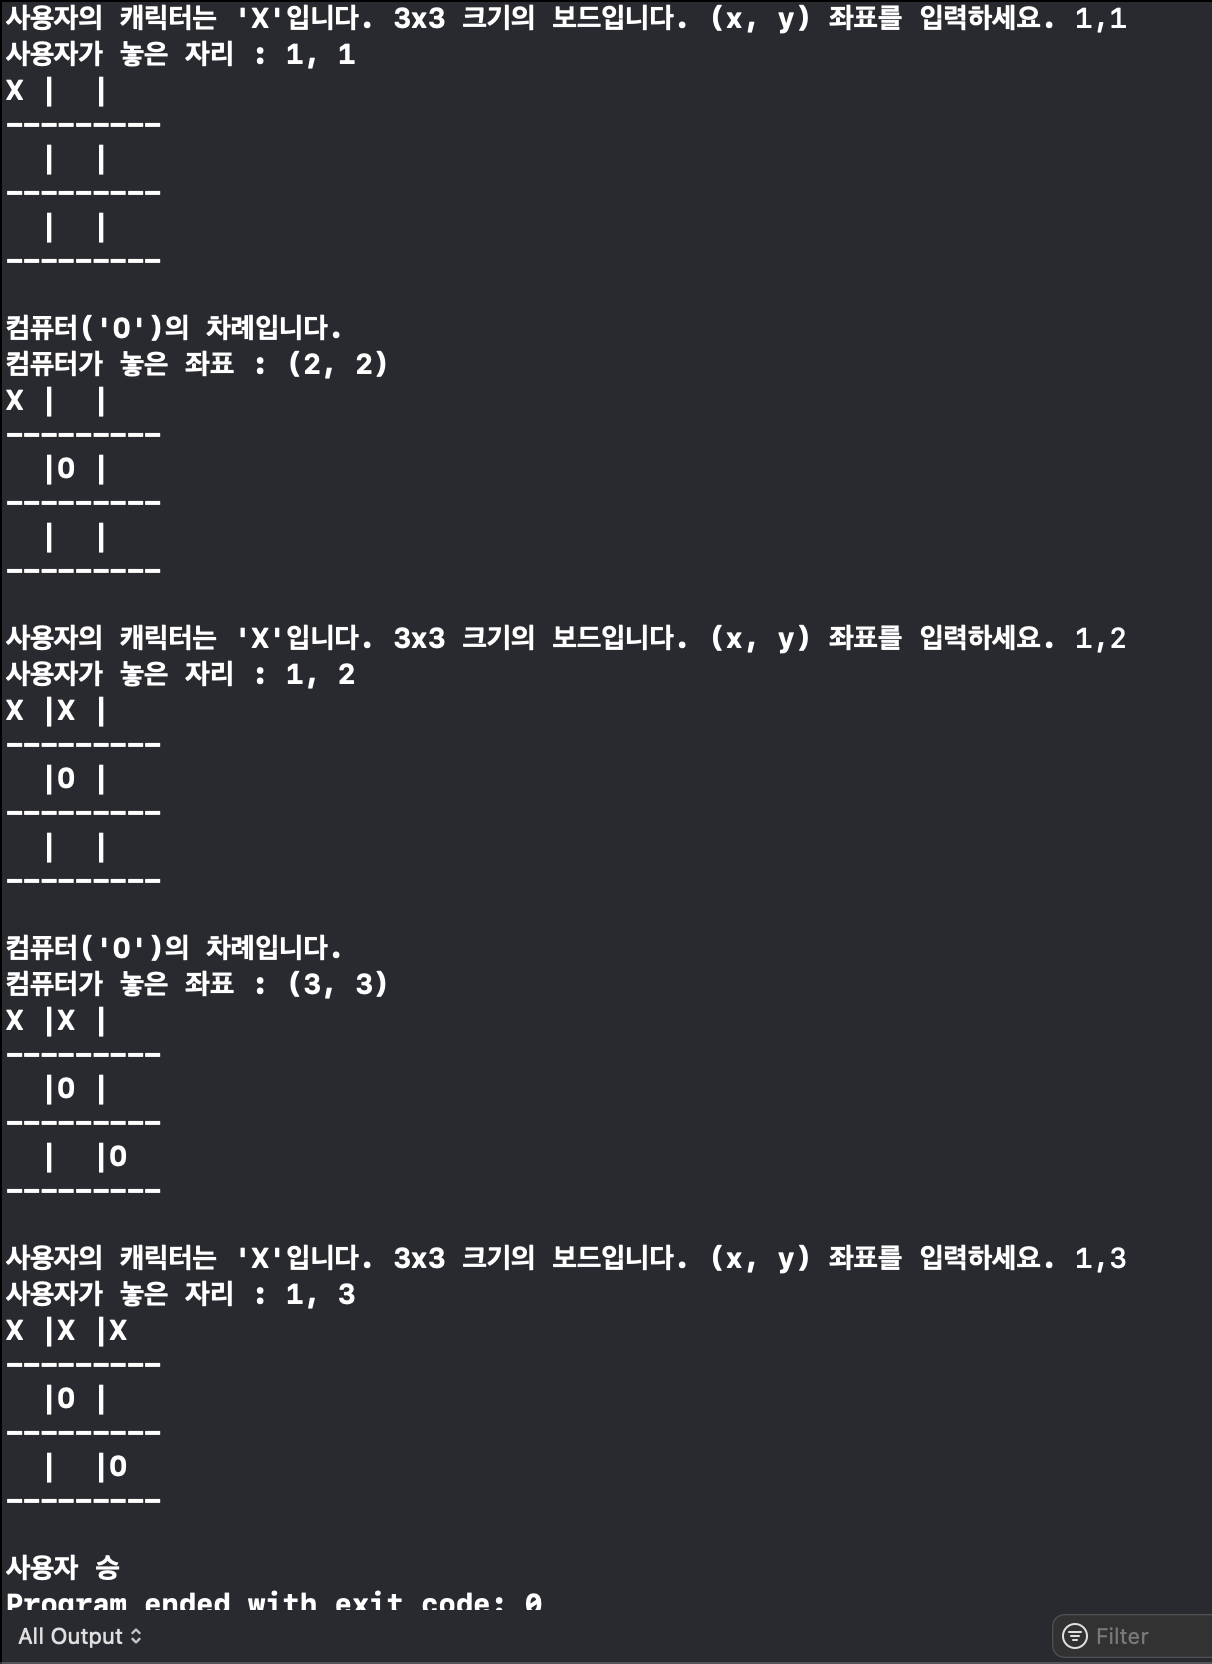 사용자의 캐릭터는 'X'입니다. 3x3 크기의 보드입니다. (x, y) 좌표를 입력하세요. 1,1
사용자가 놓은 자리 : 1, 1
X |  |
---------
  |  |
---------
  |  |
---------
컴퓨터('O')의 차례입니다.
컴퓨터가 놓은 좌표 : (2, 2)
X |  |
---------
  |O |
---------
  |  |
---------
사용자의 캐릭터는 'X'입니다. 3x3 크기의 보드입니다. (x, y) 좌표를 입력하세요. 1,2
사용자가 놓은 자리 : 1, 2
X |X |
---------
  |O |
---------
  |  |
---------
컴퓨터('O')의 차례입니다.
컴퓨터가 놓은 좌표 : (3, 3)
X |X |
---------
  |O |
---------
  |  |O
---------
사용자의 캐릭터는 'X'입니다. 3x3 크기의 보드입니다. (x, y) 좌표를 입력하세요. 1,3
사용자가 놓은 자리 : 1, 3
X |X |X
---------
  |O |
---------
  |  |O
---------
사용자 승
Program ended with exit code: 0
All Output
Filter